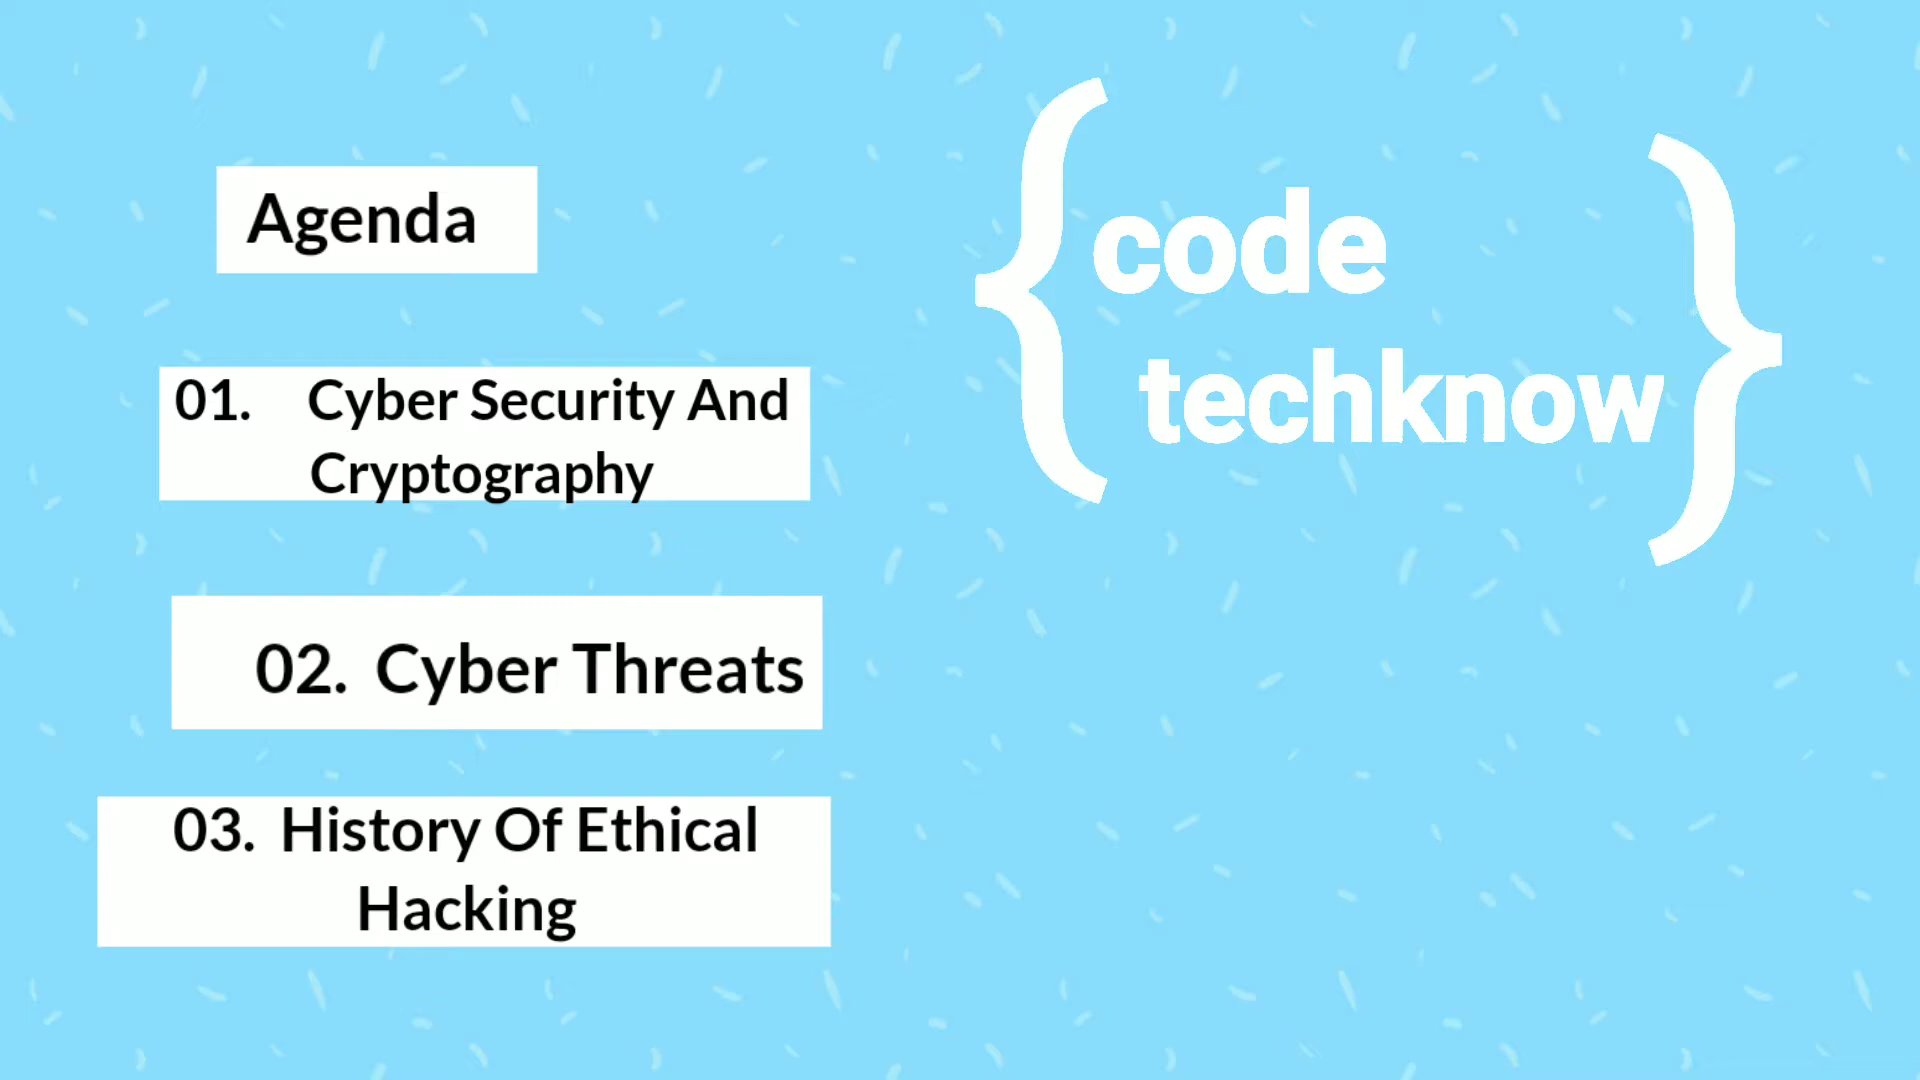 Agenda
01. Cyber Security And
Cryptography
02. Cyber Threats
03. History Of Ethical
Hacking
{code
techknow}